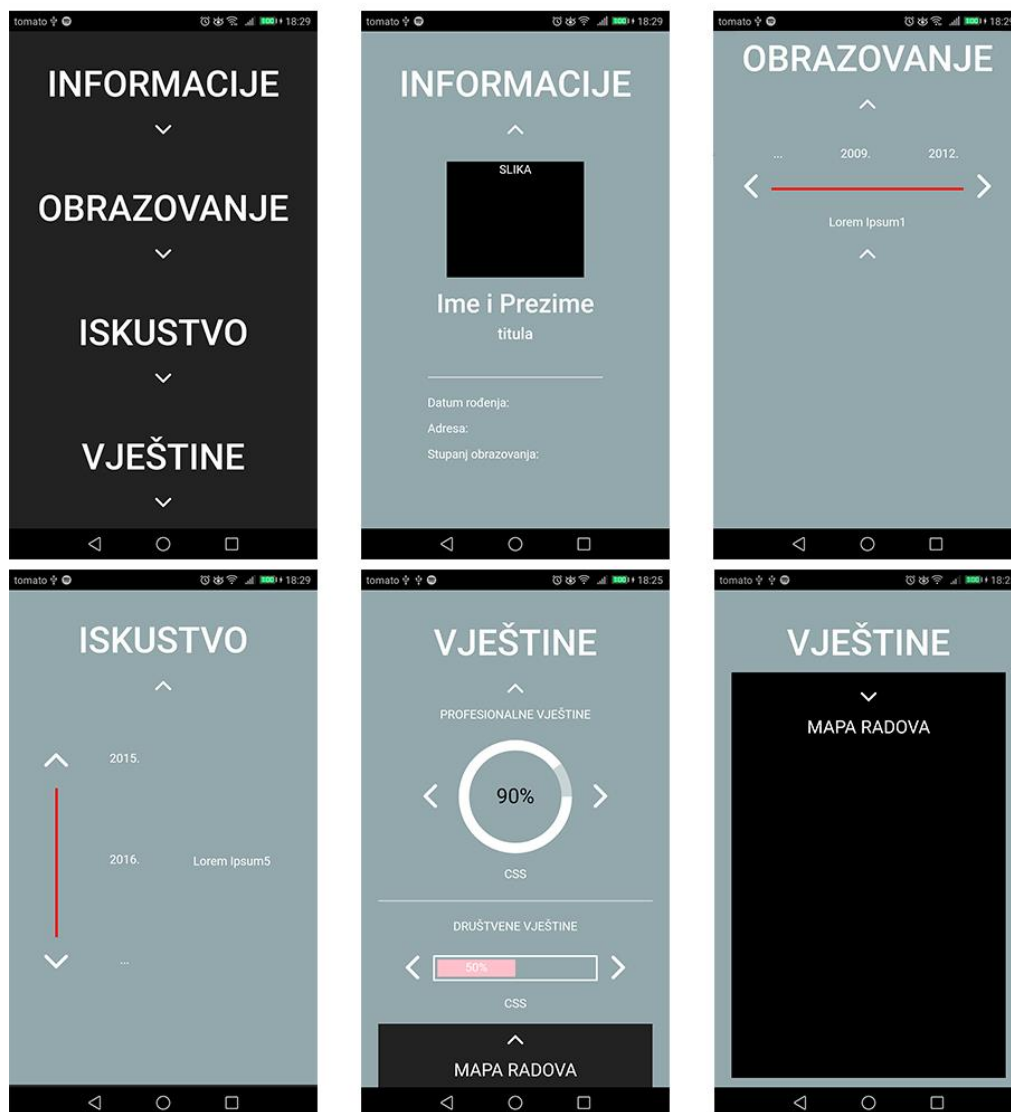 tomato 18:29
INFORMACIJE
OBRAZOVANJE
ISKUSTVO
VJEŠTINE
tomato 18:29
INFORMACIJE
SLIKA
Ime i Prezime
titula
Datum rođenja:
Adresa:
Stupanj obrazovanja:
tomato 18:29
OBRAZOVANJE
... 2009. 2012.
Lorem Ipsum1
tomato 18:29
ISKUSTVO
2015.
2016. Lorem Ipsum5
...
tomato 18:25
VJEŠTINE
PROFESIONALNE VJEŠTINE
90%
CSS
DRUŠTVENE VJEŠTINE
50%
CSS
MAPA RADOVA
tomato
VJEŠTINE
MAPA RADOVA